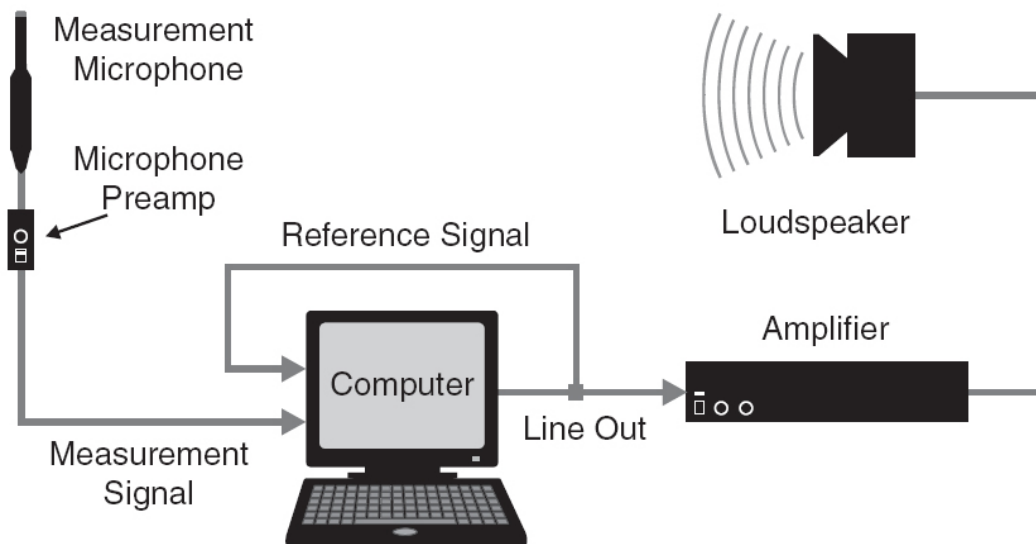 Measurement
Microphone
Microphone
Preamp
Reference Signal
Loudspeaker
Amplifier
Computer
Line Out
Measurement
Signal